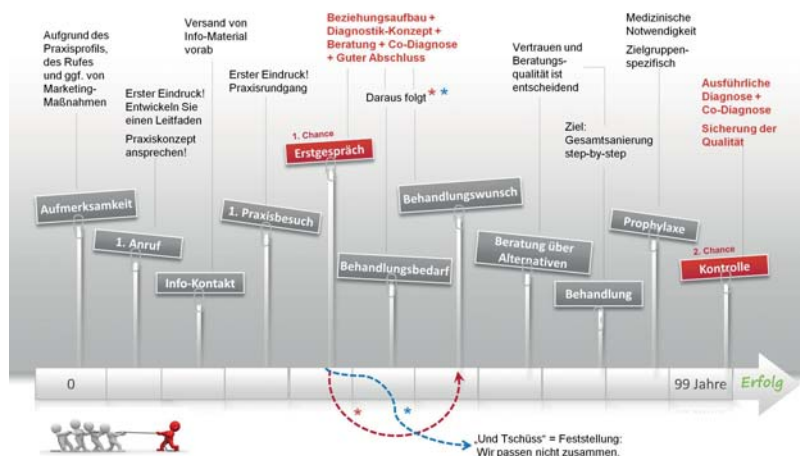 Aufgrund des
Praxisprofils,
des Rufes
und ggf. von
Marketing-
Maßnahmen
Erster Eindruck!
Entwickeln Sie
einen Leitfaden
Praxiskonzept
ansprechen!
Versand von
Info-Material
vorab
Erster Eindruck!
Praxisrundgang
Beziehungsaufbau +
Diagnostik-Konzept +
Beratung + Co-Diagnose
+ Guter Abschluss
Daraus folgt * *
Vertrauen und
Beratungs-
qualität ist
entscheidend
Ziel:
Gesamtsanierung
step-by-step
Medizinische
Notwendigkeit
Zielgruppen-
spezifisch
Ausführliche
Diagnose +
Co-Diagnose
Sicherung der
Qualität
Aufmerksamkeit
1. Anruf
Info-Kontakt
1. Praxisbesuch
1. Chance
Erstgespräch
Behandlungsbedarf
Behandlungswunsch
Beratung über
Alternativen
Behandlung
Prophylaxe
2. Chance
Kontrolle
0
99 Jahre
Erfolg
* *
„Und Tschüss“ = Feststellung:
Wir passen nicht zusammen.